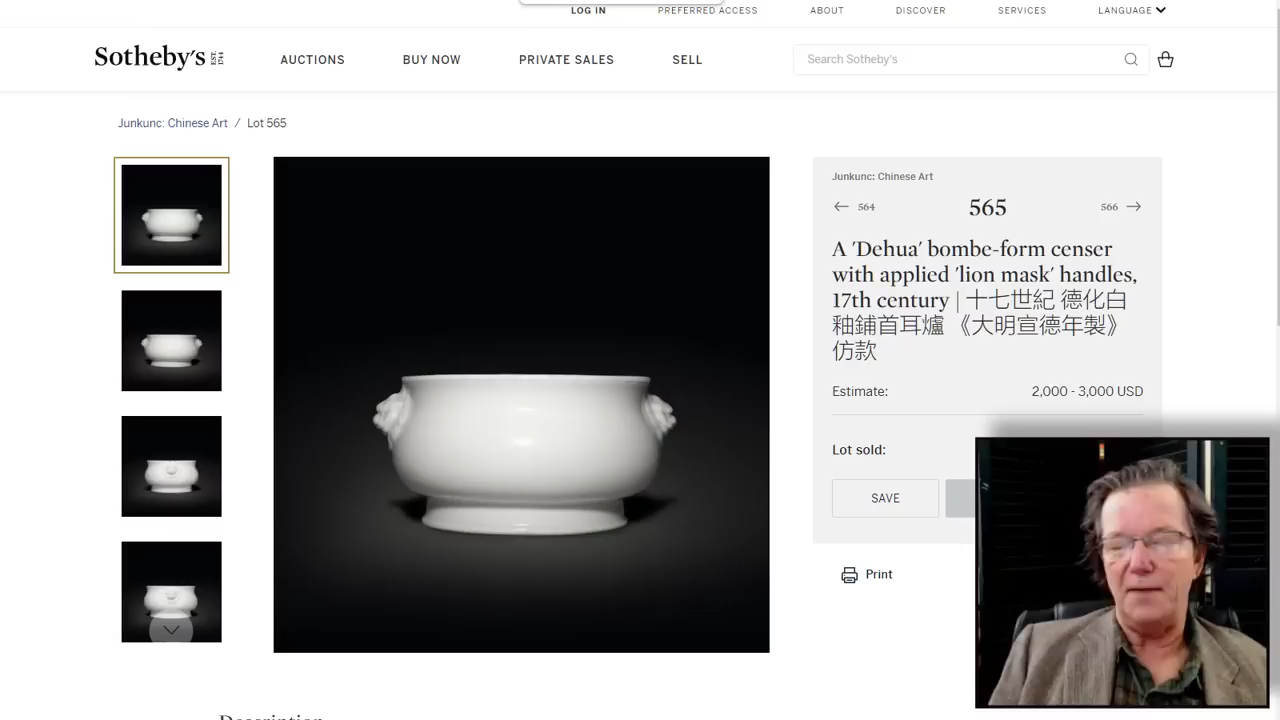 LOG IN
PREFERRED ACCESS
ABOUT
DISCOVER
SERVICES
LANGUAGE
Sotheby's EST. 1744
AUCTIONS
BUY NOW
PRIVATE SALES
SELL
Search Sotheby's
Junkunc: Chinese Art / Lot 565
Junkunc: Chinese Art
564
565
566
A 'Dehua' bombe-form censer
with applied 'lion mask' handles,
17th century | 十七世紀 德化白
釉鋪首耳爐 《大明宣德年製》
仿款
Estimate:
2,000 - 3,000 USD
Lot sold:
SAVE
Print
Description